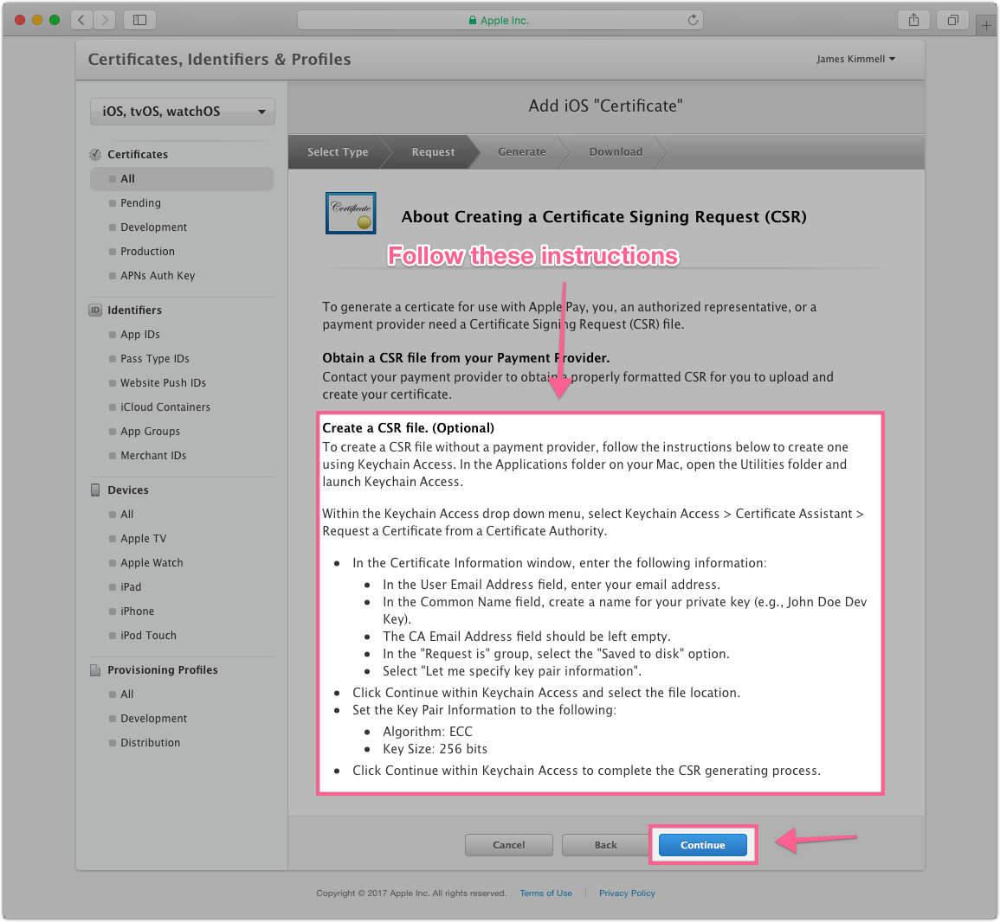 Apple Inc.
Certificates, Identifiers & Profiles
James Kimmell
iOS, tvOS, watchOS
Certificates
All
Pending
Development
Production
APNs Auth Key
ID Identifiers
App IDs
Pass Type IDs
Website Push IDs
iCloud Containers
App Groups
Merchant IDs
Devices
All
Apple TV
Apple Watch
iPad
iPhone
iPod Touch
Provisioning Profiles
All
Development
Distribution
Add iOS "Certificate"
Select Type Request Generate Download
Certificate
About Creating a Certificate Signing Request (CSR)
Follow these instructions
To generate a certicate for use with Apple Pay, you, an authorized representative, or a
payment provider need a Certificate Signing Request (CSR) file.
Obtain a CSR file from your Payment Provider.
Contact your payment provider to obtain a properly formatted CSR for you to upload and
create your certificate.
Create a CSR file. (Optional)
To create a CSR file without a payment provider, follow the instructions below to create one
using Keychain Access. In the Applications folder on your Mac, open the Utilities folder and
launch Keychain Access.
Within the Keychain Access drop down menu, select Keychain Access > Certificate Assistant >
Request a Certificate from a Certificate Authority.
• In the Certificate Information window, enter the following information:
• In the User Email Address field, enter your email address.
• In the Common Name field, create a name for your private key (e.g., John Doe Dev
Key).
• The CA Email Address field should be left empty.
• In the "Request is" group, select the "Saved to disk" option.
• Select "Let me specify key pair information".
• Click Continue within Keychain Access and select the file location.
• Set the Key Pair Information to the following:
• Algorithm: ECC
• Key Size: 256 bits
• Click Continue within Keychain Access to complete the CSR generating process.
Cancel Back Continue
Copyright © 2017 Apple Inc. All rights reserved. Terms of Use | Privacy Policy